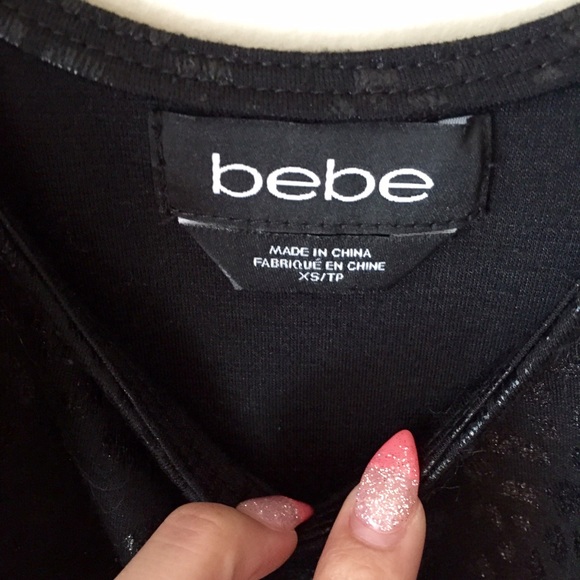 bebe
MADE IN CHINA
FABRIQUÉ EN CHINE
XS/TP